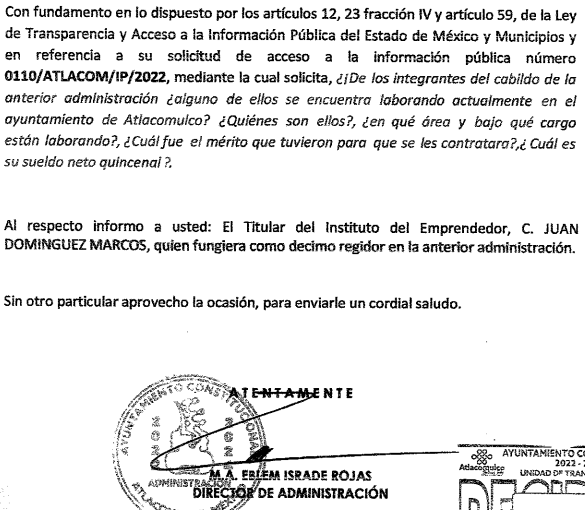 Con fundamento en lo dispuesto por los artículos 12, 23 fracción IV y artículo 59, de la Ley
de Transparencia y Acceso a la Información Pública del Estado de México y Municipios y
en referencia a su solicitud de acceso a la información pública número
0110/ATLACOM/IP/2022, mediante la cual solicita, ¿¡De los integrantes del cabildo de la
anterior administración ¿alguno de ellos se encuentra laborando actualmente en el
ayuntamiento de Atlacomulco? ¿Quiénes son ellos?, ¿en qué área y bajo qué cargo
están laborando?, ¿Cuál fue el mérito que tuvieron para que se les contratara?,¿ Cuál es
su sueldo neto quincenal ?.
Al respecto informo a usted: El Titular del Instituto del Emprendedor, C. JUAN
DOMINGUEZ MARCOS, quien fungiera como decimo regidor en la anterior administración.
Sin otro particular aprovecho la ocasión, para enviarle un cordial saludo.
ATENTAMENTE
AYUNTAMIENTO CONSTITUCIONAL
ADMINISTRACIÓN
M. A. ISRADE ROJAS
DIRECTOR DE ADMINISTRACIÓN
Atlacomulco
AYUNTAMIENTO CO
2022 -
UNIDAD DE TRAN